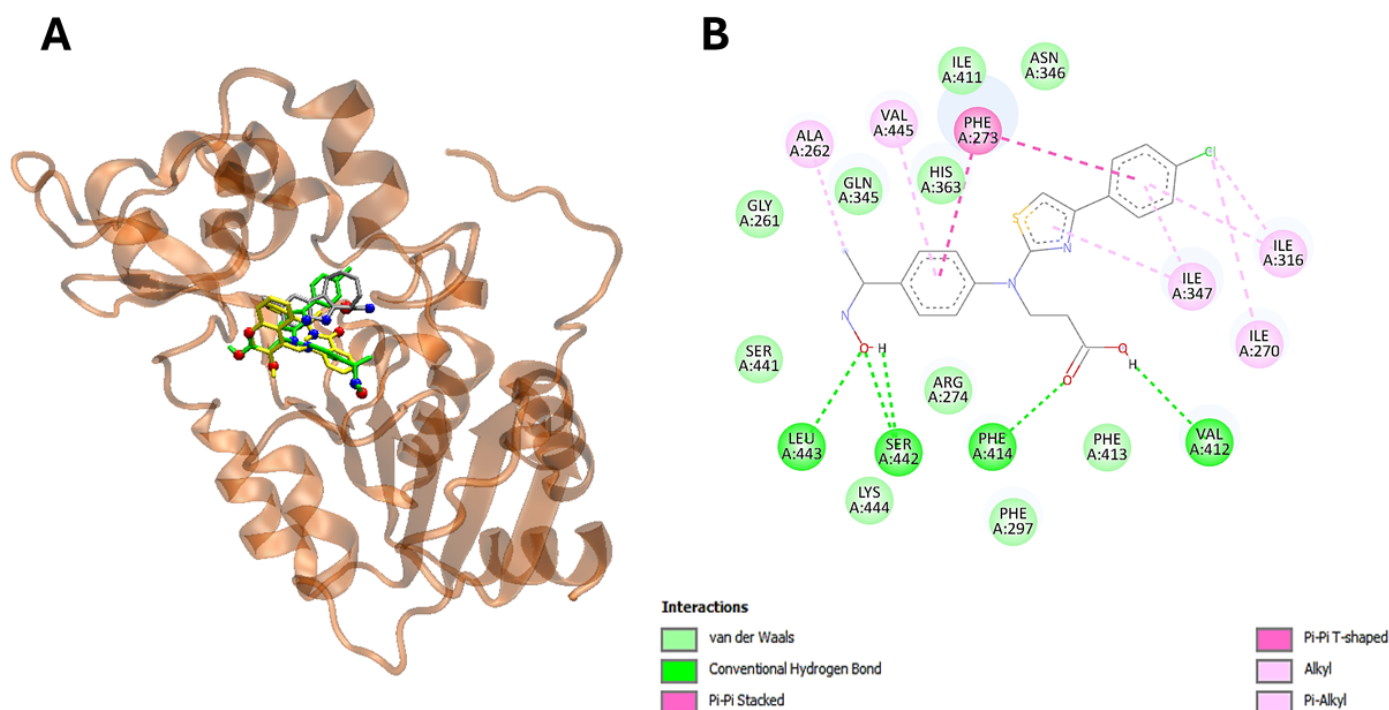 A
B
ILE
A:411
ASN
A:346
VAL
A:445
PHE
A:273
ALA
A:262
Cl
GLN
A:345
HIS
A:363
GLY
A:261
S
N
ILE
A:316
ILE
A:347
N
N
ILE
A:270
SER
A:441
O H
O
H
O
ARG
A:274
LEU
A:443
SER
A:442
PHE
A:414
PHE
A:413
VAL
A:412
LYS
A:444
PHE
A:297
Interactions
van der Waals
Conventional Hydrogen Bond
Pi-Pi Stacked
Pi-Pi T-shaped
Alkyl
Pi-Alkyl